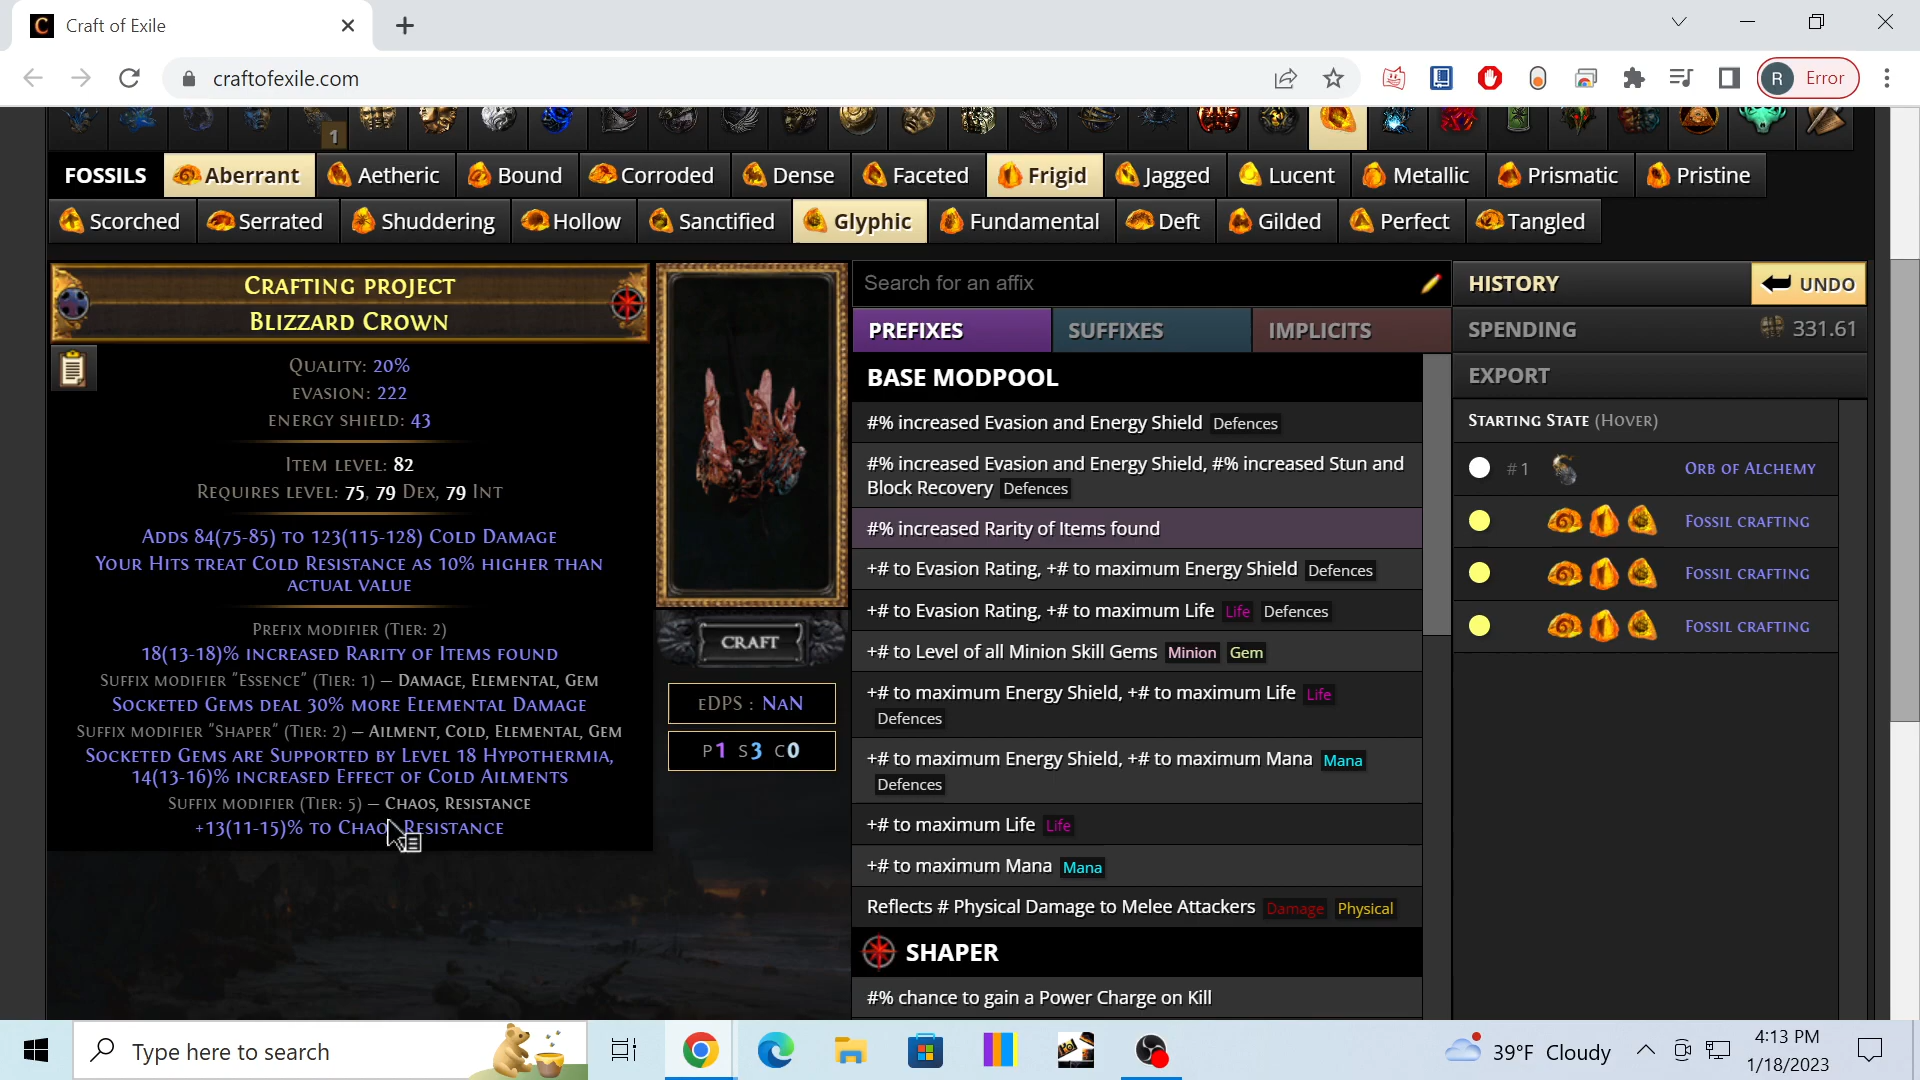 Craft of Exile
craftofexile.com
R Error
1
FOSSILS Aberrant Aetheric Bound Corroded Dense Faceted Frigid Jagged Lucent Metallic Prismatic Pristine
Scorched Serrated Shuddering Hollow Sanctified Glyphic Fundamental Deft Gilded Perfect Tangled
Crafting project
Blizzard Crown
Quality: 20%
Evasion: 222
Energy Shield: 43
Item level: 82
Requires level: 75, 79 Dex, 79 Int
Adds 84(75-85) to 123(115-128) Cold Damage
Your Hits treat Cold Resistance as 10% higher than
actual value
Prefix modifier (Tier: 2)
18(13-18)% increased Rarity of Items found
Suffix modifier "Essence" (Tier: 1) — Damage, Elemental, Gem
Socketed Gems deal 30% more Elemental Damage
Suffix modifier "Shaper" (Tier: 2) — Ailment, Cold, Elemental, Gem
Socketed Gems are Supported by Level 18 Hypothermia,
14(13-16)% increased Effect of Cold Ailments
Suffix modifier (Tier: 5) — Chaos, Resistance
+13(11-15)% to Chaos Resistance
CRAFT
eDPS : NaN
P1 S3 C0
Search for an affix
PREFIXES SUFFIXES IMPLICITS
BASE MODPOOL
#% increased Evasion and Energy Shield Defences
#% increased Evasion and Energy Shield, #% increased Stun and
Block Recovery Defences
#% increased Rarity of Items found
+# to Evasion Rating, +# to maximum Energy Shield Defences
+# to Evasion Rating, +# to maximum Life Life Defences
+# to Level of all Minion Skill Gems Minion Gem
+# to maximum Energy Shield, +# to maximum Life Life
Defences
+# to maximum Energy Shield, +# to maximum Mana Mana
Defences
+# to maximum Life Life
+# to maximum Mana Mana
Reflects # Physical Damage to Melee Attackers Damage Physical
SHAPER
#% chance to gain a Power Charge on Kill
HISTORY UNDO
SPENDING 331.61
EXPORT
Starting State (Hover)
#1 Orb of Alchemy
Fossil crafting
Fossil crafting
Fossil crafting
Type here to search
39°F Cloudy
4:13 PM
1/18/2023